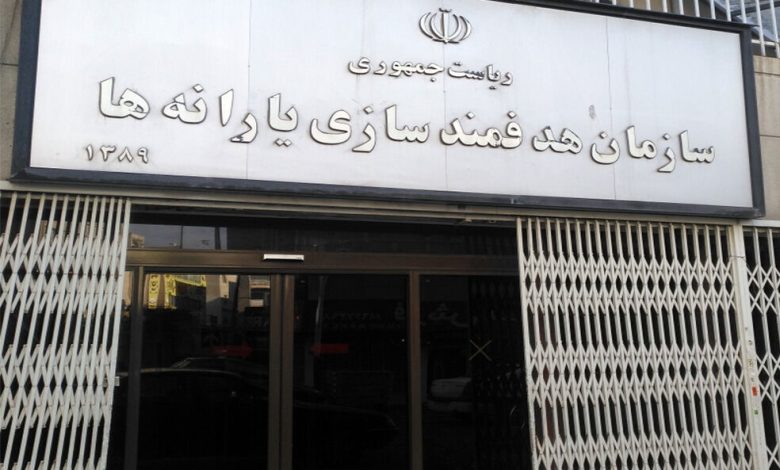 ریاست جمهوری
سازمان هدفمند سازی یارانه ها
۱۳۸۹